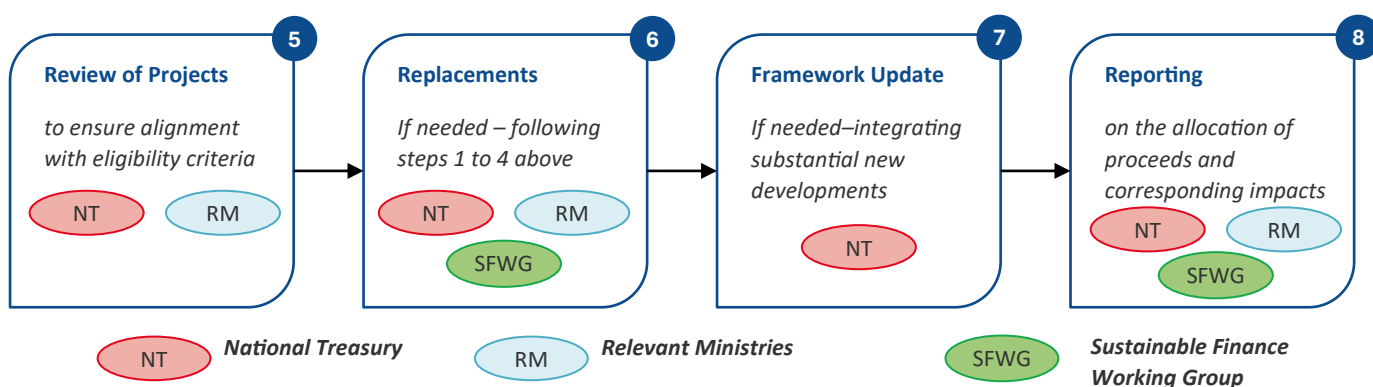 5
Review of Projects
to ensure alignment
with eligibility criteria
NT
RM
6
Replacements
If needed – following
steps 1 to 4 above
NT
RM
SFWG
7
Framework Update
If needed–integrating
substantial new
developments
NT
8
Reporting
on the allocation of
proceeds and
corresponding impacts
NT
RM
SFWG
NT
National Treasury
RM
Relevant Ministries
SFWG
Sustainable Finance
Working Group